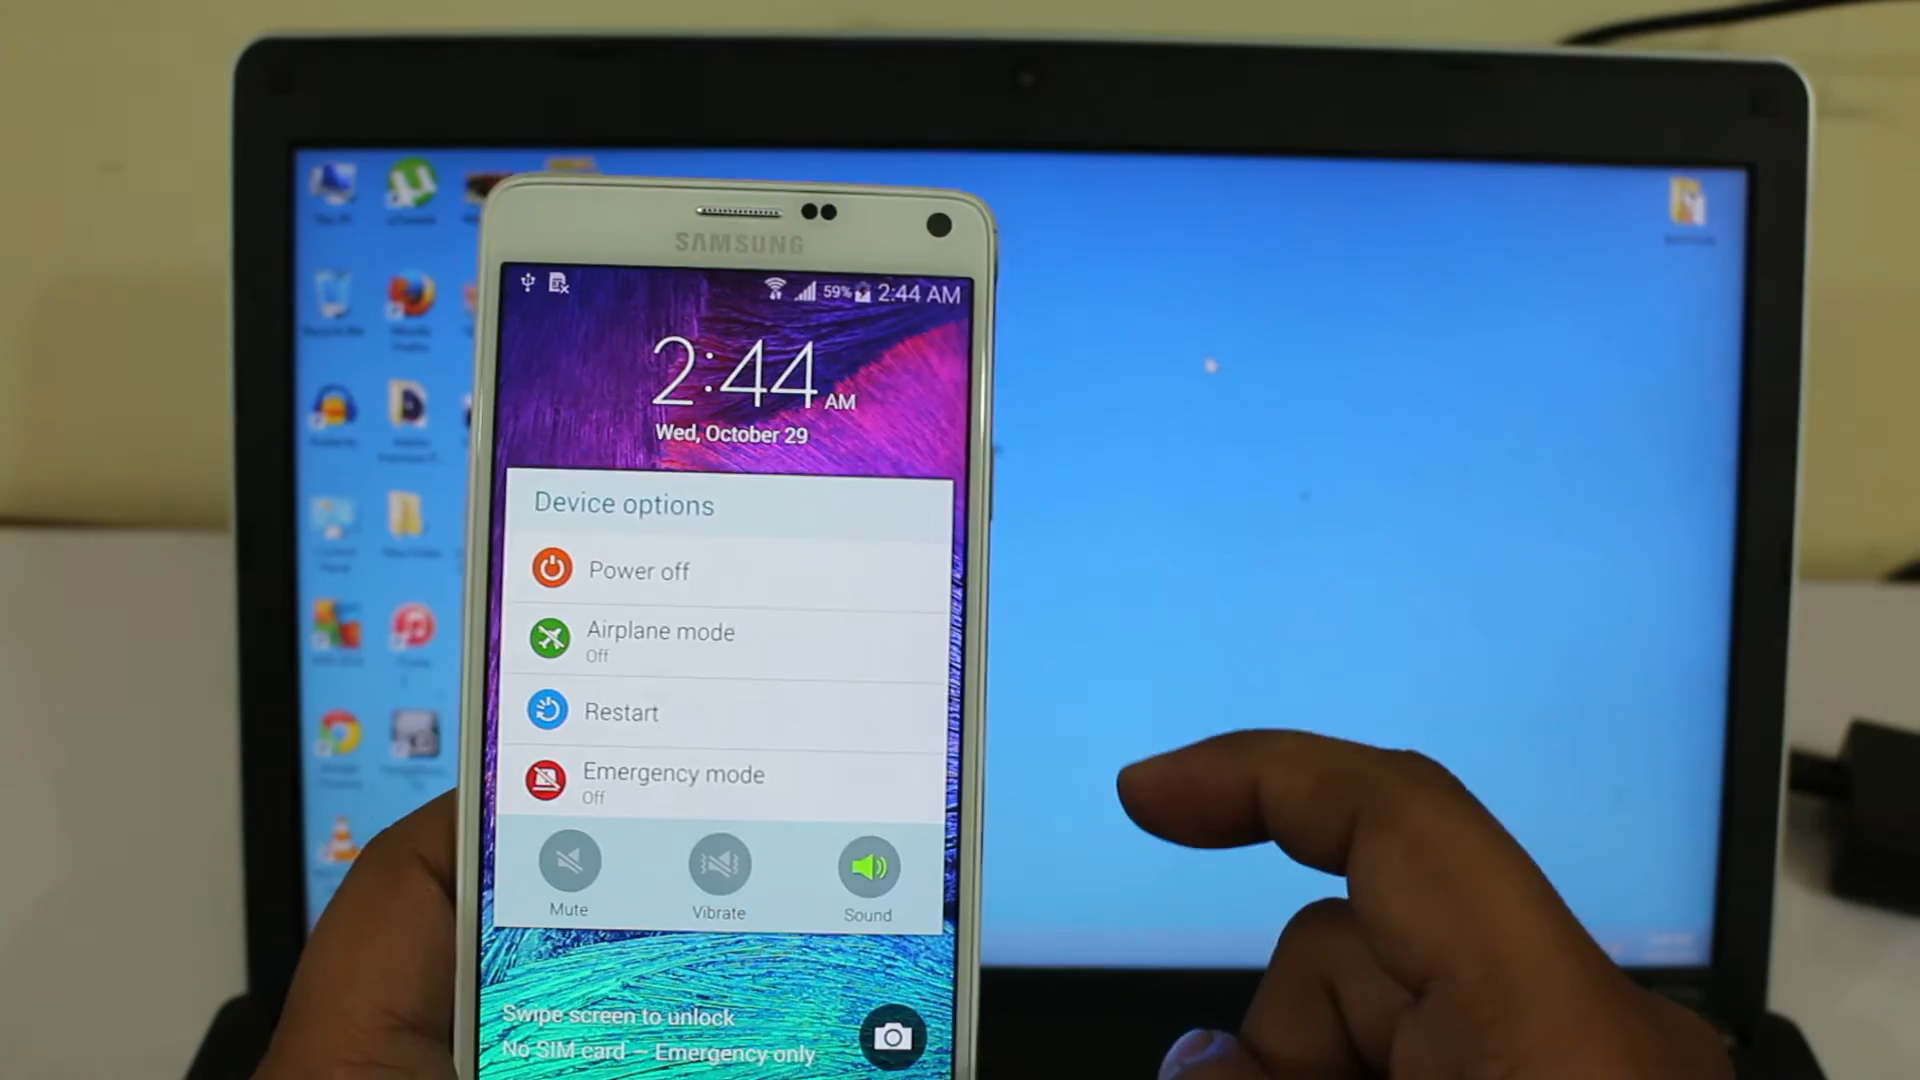 SAMSUNG
59% 2:44 AM
2:44 AM
Wed, October 29
Device options
Power off
Airplane mode
Off
Restart
Emergency mode
Off
Mute Vibrate Sound
Swipe screen to unlock
No SIM card – Emergency only